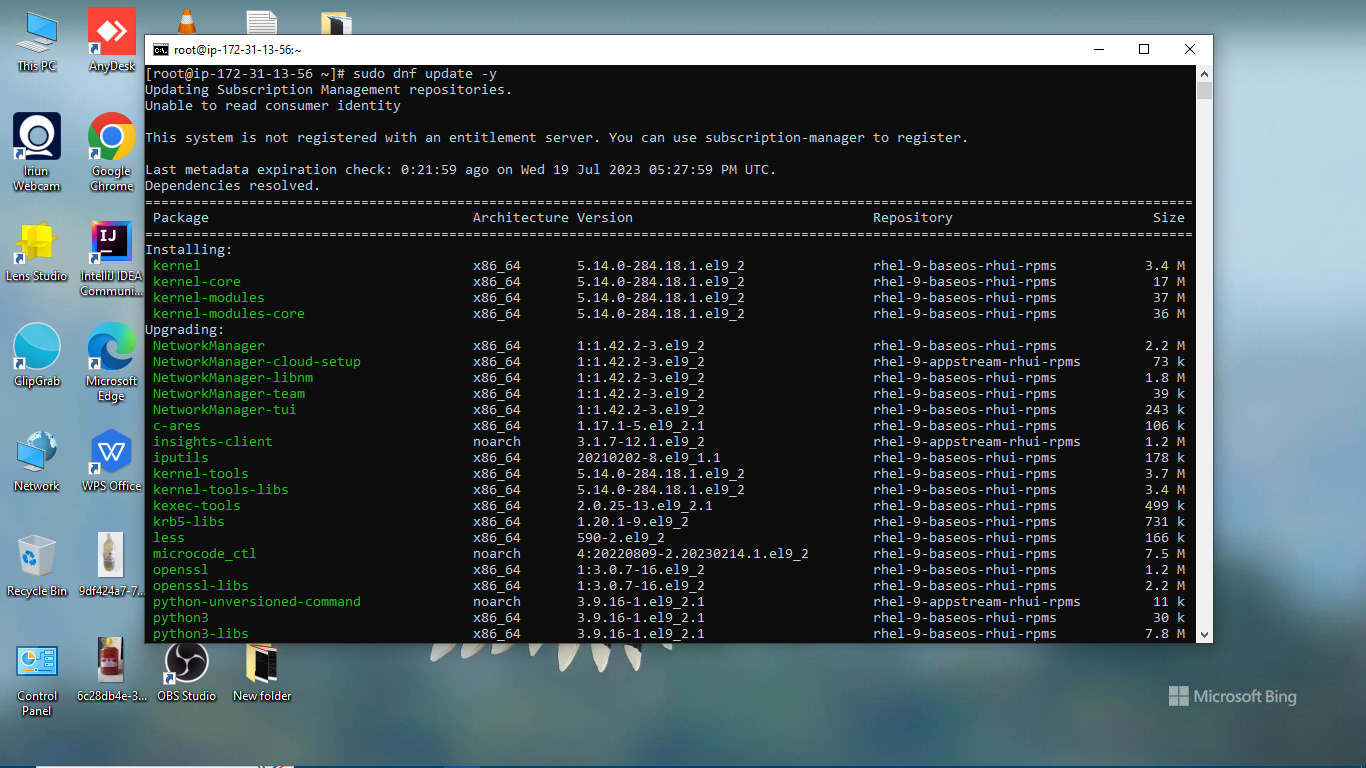 root@ip-172-31-13-56:~
[root@ip-172-31-13-56 ~]# sudo dnf update -y
Updating Subscription Management repositories.
Unable to read consumer identity
This system is not registered with an entitlement server. You can use subscription-manager to register.
Last metadata expiration check: 0:21:59 ago on Wed 19 Jul 2023 05:27:59 PM UTC.
Dependencies resolved.
Package Architecture Version Repository Size
Installing:
kernel x86_64 5.14.0-284.18.1.el9_2 rhel-9-baseos-rhui-rpms 3.4 M
kernel-core x86_64 5.14.0-284.18.1.el9_2 rhel-9-baseos-rhui-rpms 17 M
kernel-modules x86_64 5.14.0-284.18.1.el9_2 rhel-9-baseos-rhui-rpms 37 M
kernel-modules-core x86_64 5.14.0-284.18.1.el9_2 rhel-9-baseos-rhui-rpms 36 M
Upgrading:
NetworkManager x86_64 1:1.42.2-3.el9_2 rhel-9-baseos-rhui-rpms 2.2 M
NetworkManager-cloud-setup x86_64 1:1.42.2-3.el9_2 rhel-9-appstream-rhui-rpms 73 k
NetworkManager-libnm x86_64 1:1.42.2-3.el9_2 rhel-9-baseos-rhui-rpms 1.8 M
NetworkManager-team x86_64 1:1.42.2-3.el9_2 rhel-9-baseos-rhui-rpms 39 k
NetworkManager-tui x86_64 1:1.42.2-3.el9_2 rhel-9-baseos-rhui-rpms 243 k
c-ares x86_64 1.17.1-5.el9_2.1 rhel-9-baseos-rhui-rpms 106 k
insights-client noarch 3.1.7-12.1.el9_2 rhel-9-appstream-rhui-rpms 1.2 M
iputils x86_64 20210202-8.el9_1.1 rhel-9-baseos-rhui-rpms 178 k
kernel-tools x86_64 5.14.0-284.18.1.el9_2 rhel-9-baseos-rhui-rpms 3.7 M
kernel-tools-libs x86_64 5.14.0-284.18.1.el9_2 rhel-9-baseos-rhui-rpms 3.4 M
kexec-tools x86_64 2.0.25-13.el9_2.1 rhel-9-baseos-rhui-rpms 499 k
krb5-libs x86_64 1.20.1-9.el9_2 rhel-9-baseos-rhui-rpms 731 k
less x86_64 590-2.el9_2 rhel-9-baseos-rhui-rpms 166 k
microcode_ctl noarch 4:20220809-2.20230214.1.el9_2 rhel-9-baseos-rhui-rpms 7.5 M
openssl x86_64 1:3.0.7-16.el9_2 rhel-9-baseos-rhui-rpms 1.2 M
openssl-libs x86_64 1:3.0.7-16.el9_2 rhel-9-baseos-rhui-rpms 2.2 M
python-unversioned-command noarch 3.9.16-1.el9_2.1 rhel-9-appstream-rhui-rpms 11 k
python3 x86_64 3.9.16-1.el9_2.1 rhel-9-baseos-rhui-rpms 30 k
python3-libs x86_64 3.9.16-1.el9_2.1 rhel-9-baseos-rhui-rpms 7.8 M
This PC
AnyDesk
Iriun
Webcam
Google
Chrome
Lens Studio
IJ
IntelliJ IDEA
Communi...
ClipGrab
Microsoft
Edge
Network
WPS Office
Recycle Bin
9df424a7-7...
Control
Panel
6c28db4e-3...
OBS Studio
New folder
Microsoft Bing